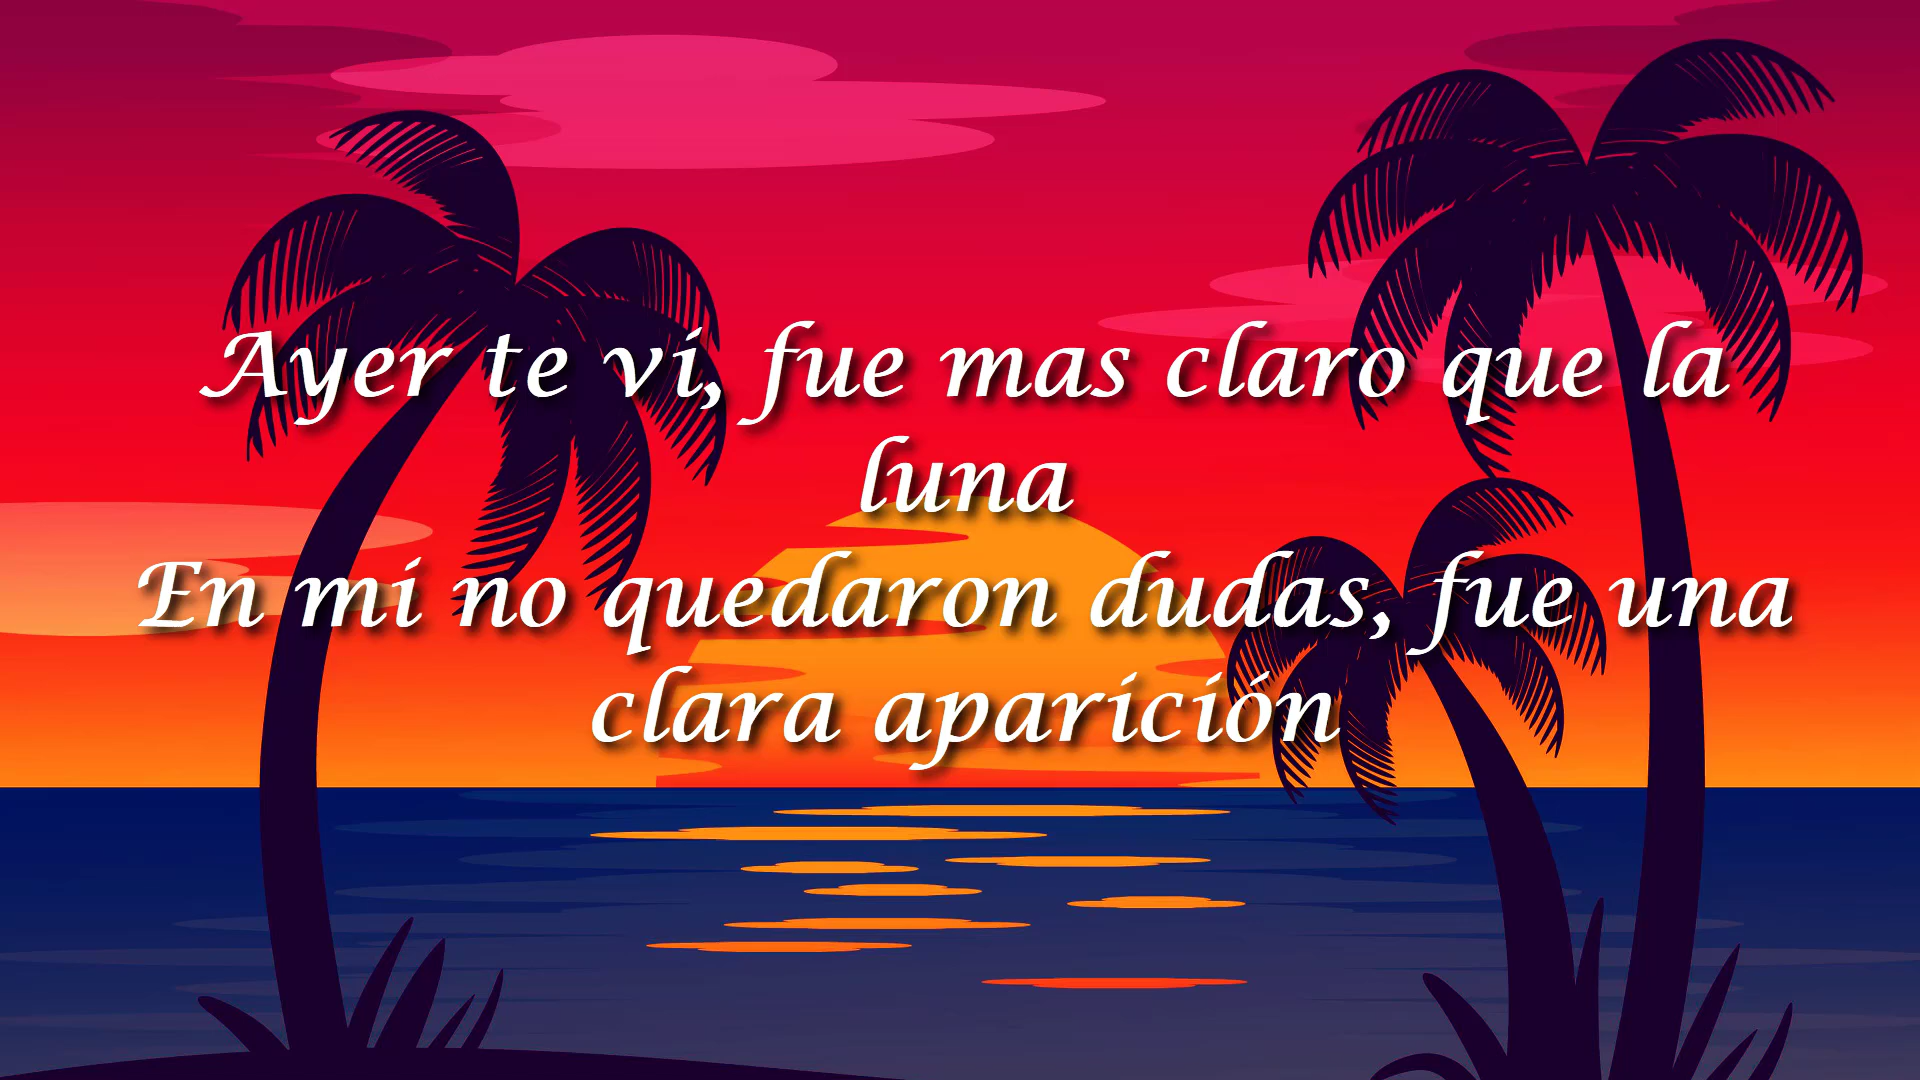 Ayer te vi, fue mas claro que la
luna
En mi no quedaron dudas, fue una
clara aparición